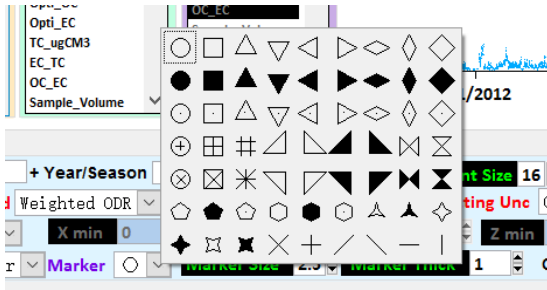 OC_EC
Opti_EC
TC_ugCM3
EC_TC
OC_EC
Sample_Volume
/2012
+ Year/Season
nt Size 16
Weighted ODR
ting Unc
X min 0
Z min
Marker
Marker Size 2.5
Marker Thick 1